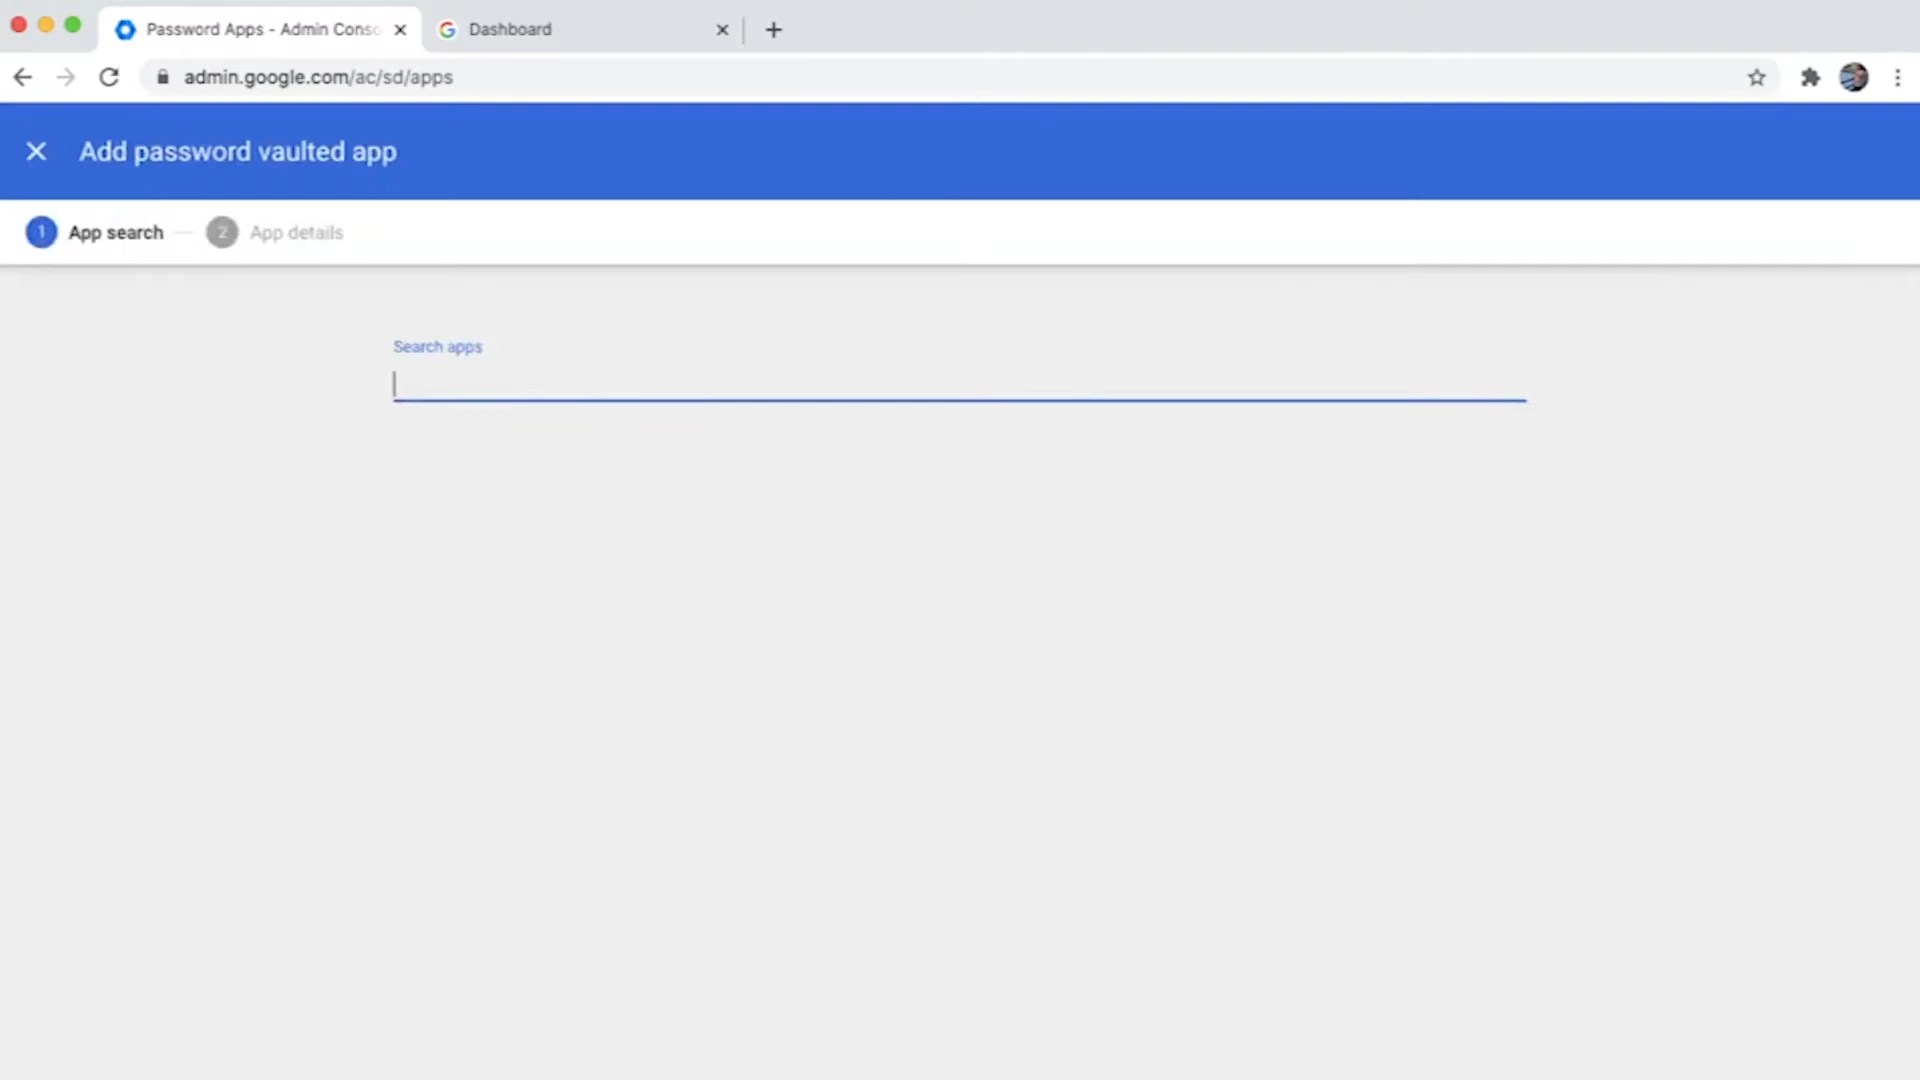 Password Apps - Admin Conso
Dashboard
admin.google.com/ac/sd/apps
Add password vaulted app
1 App search
2 App details
Search apps